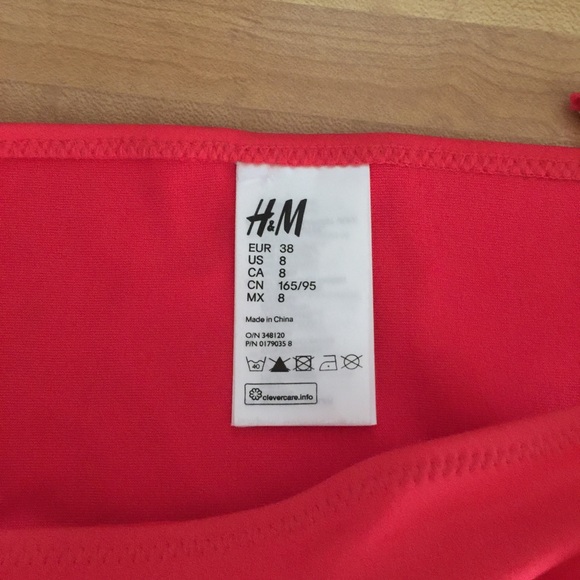 H&M
EUR 38
US 8
CA 8
CN 165/95
MX 8
Made in China
O/N 348120
P/N 0179035 8
40
clevercare.info